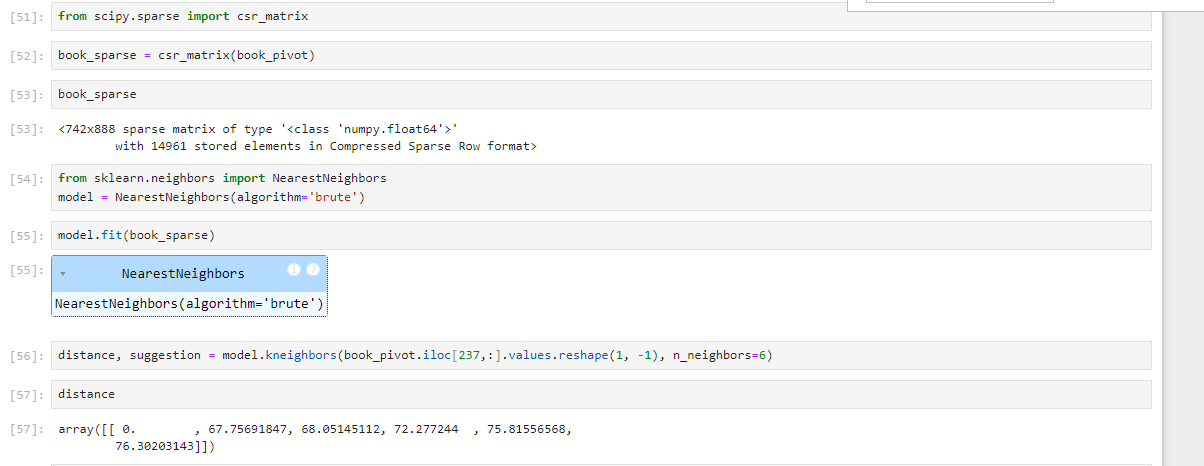 [51]: from scipy.sparse import csr_matrix
[52]: book_sparse = csr_matrix(book_pivot)
[53]: book_sparse
[53]: <742x888 sparse matrix of type '<class 'numpy.float64'>'
with 14961 stored elements in Compressed Sparse Row format>
[54]: from sklearn.neighbors import NearestNeighbors
model = NearestNeighbors(algorithm='brute')
[55]: model.fit(book_sparse)
[55]: ▾ NearestNeighbors i ?
NearestNeighbors(algorithm='brute')
[56]: distance, suggestion = model.kneighbors(book_pivot.iloc[237,:].values.reshape(1, -1), n_neighbors=6)
[57]: distance
[57]: array([[ 0.        , 67.75691847, 68.05145112, 72.277244  , 75.81556568,
76.30203143]])